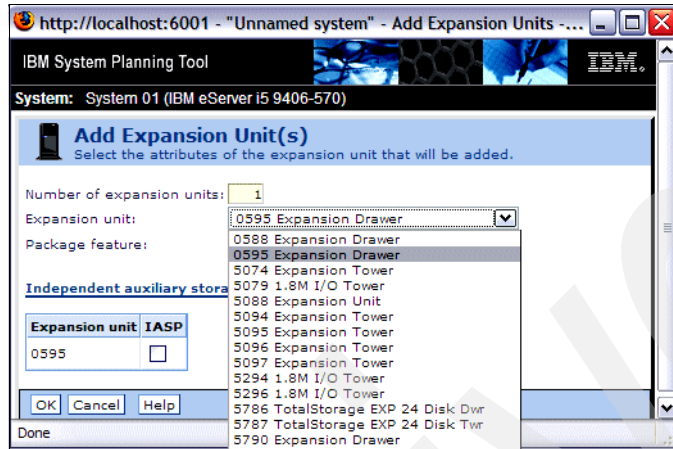 http://localhost:6001 - "Unnamed system" - Add Expansion Units -...
IBM System Planning Tool
IBM.
System: System 01 (IBM eServer i5 9406-570)
Add Expansion Unit(s)
Select the attributes of the expansion unit that will be added.
Number of expansion units: 1
Expansion unit: 0595 Expansion Drawer
Package feature:
0588 Expansion Drawer
0595 Expansion Drawer
5074 Expansion Tower
5079 1.8M I/O Tower
5088 Expansion Unit
5094 Expansion Tower
5095 Expansion Tower
5096 Expansion Tower
5097 Expansion Tower
5294 1.8M I/O Tower
5296 1.8M I/O Tower
5786 TotalStorage EXP 24 Disk Dwr
5787 TotalStorage EXP 24 Disk Twr
5790 Expansion Drawer
Independent auxiliary stora
Expansion unit IASP
0595
OK Cancel Help
Done